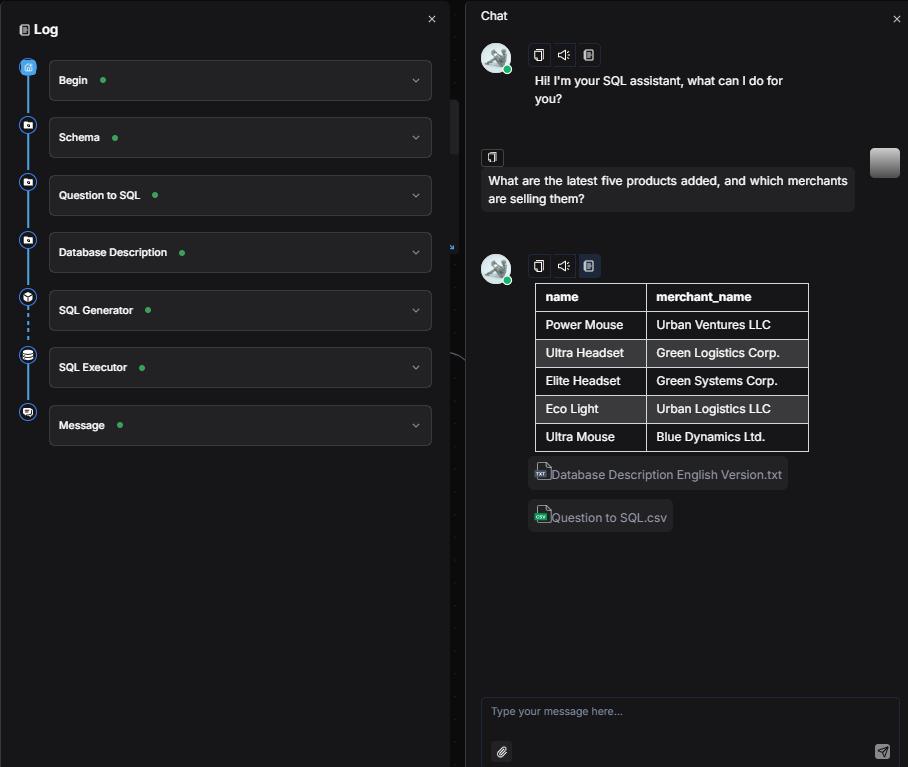 Log
Begin
Schema
Question to SQL
Database Description
SQL Generator
SQL Executor
Message
Chat
Hi! I'm your SQL assistant, what can I do for
you?
What are the latest five products added, and which merchants
are selling them?
name merchant_name
Power Mouse Urban Ventures LLC
Ultra Headset Green Logistics Corp.
Elite Headset Green Systems Corp.
Eco Light Urban Logistics LLC
Ultra Mouse Blue Dynamics Ltd.
TXT Database Description English Version.txt
CSV Question to SQL.csv
Type your message here...